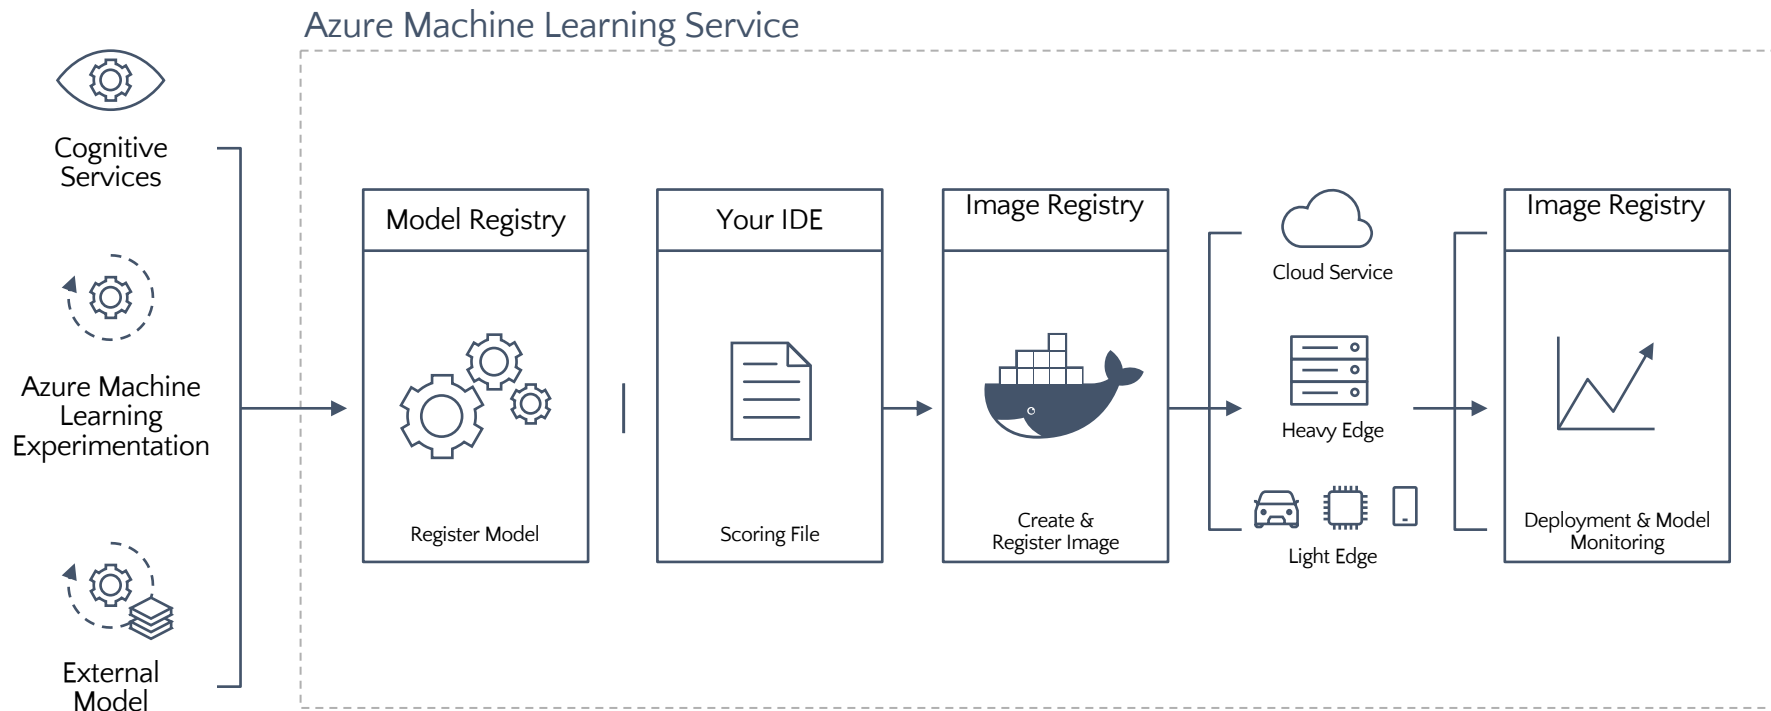 Azure Machine Learning Service
Cognitive
Services
Azure Machine
Learning
Experimentation
External
Model
Model Registry
Register Model
Your IDE
Scoring File
Image Registry
Create &
Register Image
Cloud Service
Heavy Edge
Light Edge
Image Registry
Deployment & Model
Monitoring